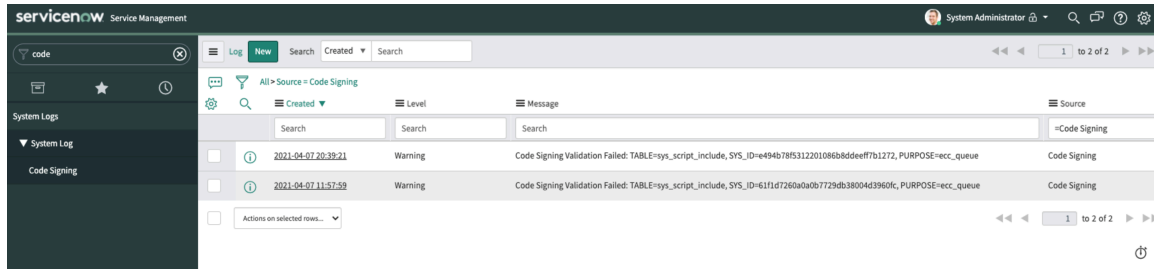 servicenow Service Management
System Administrator
code
Log New Search Created Search
1 to 2 of 2
All > Source = Code Signing
System Logs
Created Level Message Source
Search Search Search =Code Signing
System Log
2021-04-07 20:39:21 Warning Code Signing Validation Failed: TABLE=sys_script_include, SYS_ID=e494b78f5312201086b8ddeeff7b1272, PURPOSE=ecc_queue Code Signing
Code Signing
2021-04-07 11:57:59 Warning Code Signing Validation Failed: TABLE=sys_script_include, SYS_ID=61f1d7260a0a0b7729db38004d3960fc, PURPOSE=ecc_queue Code Signing
Actions on selected rows...
1 to 2 of 2